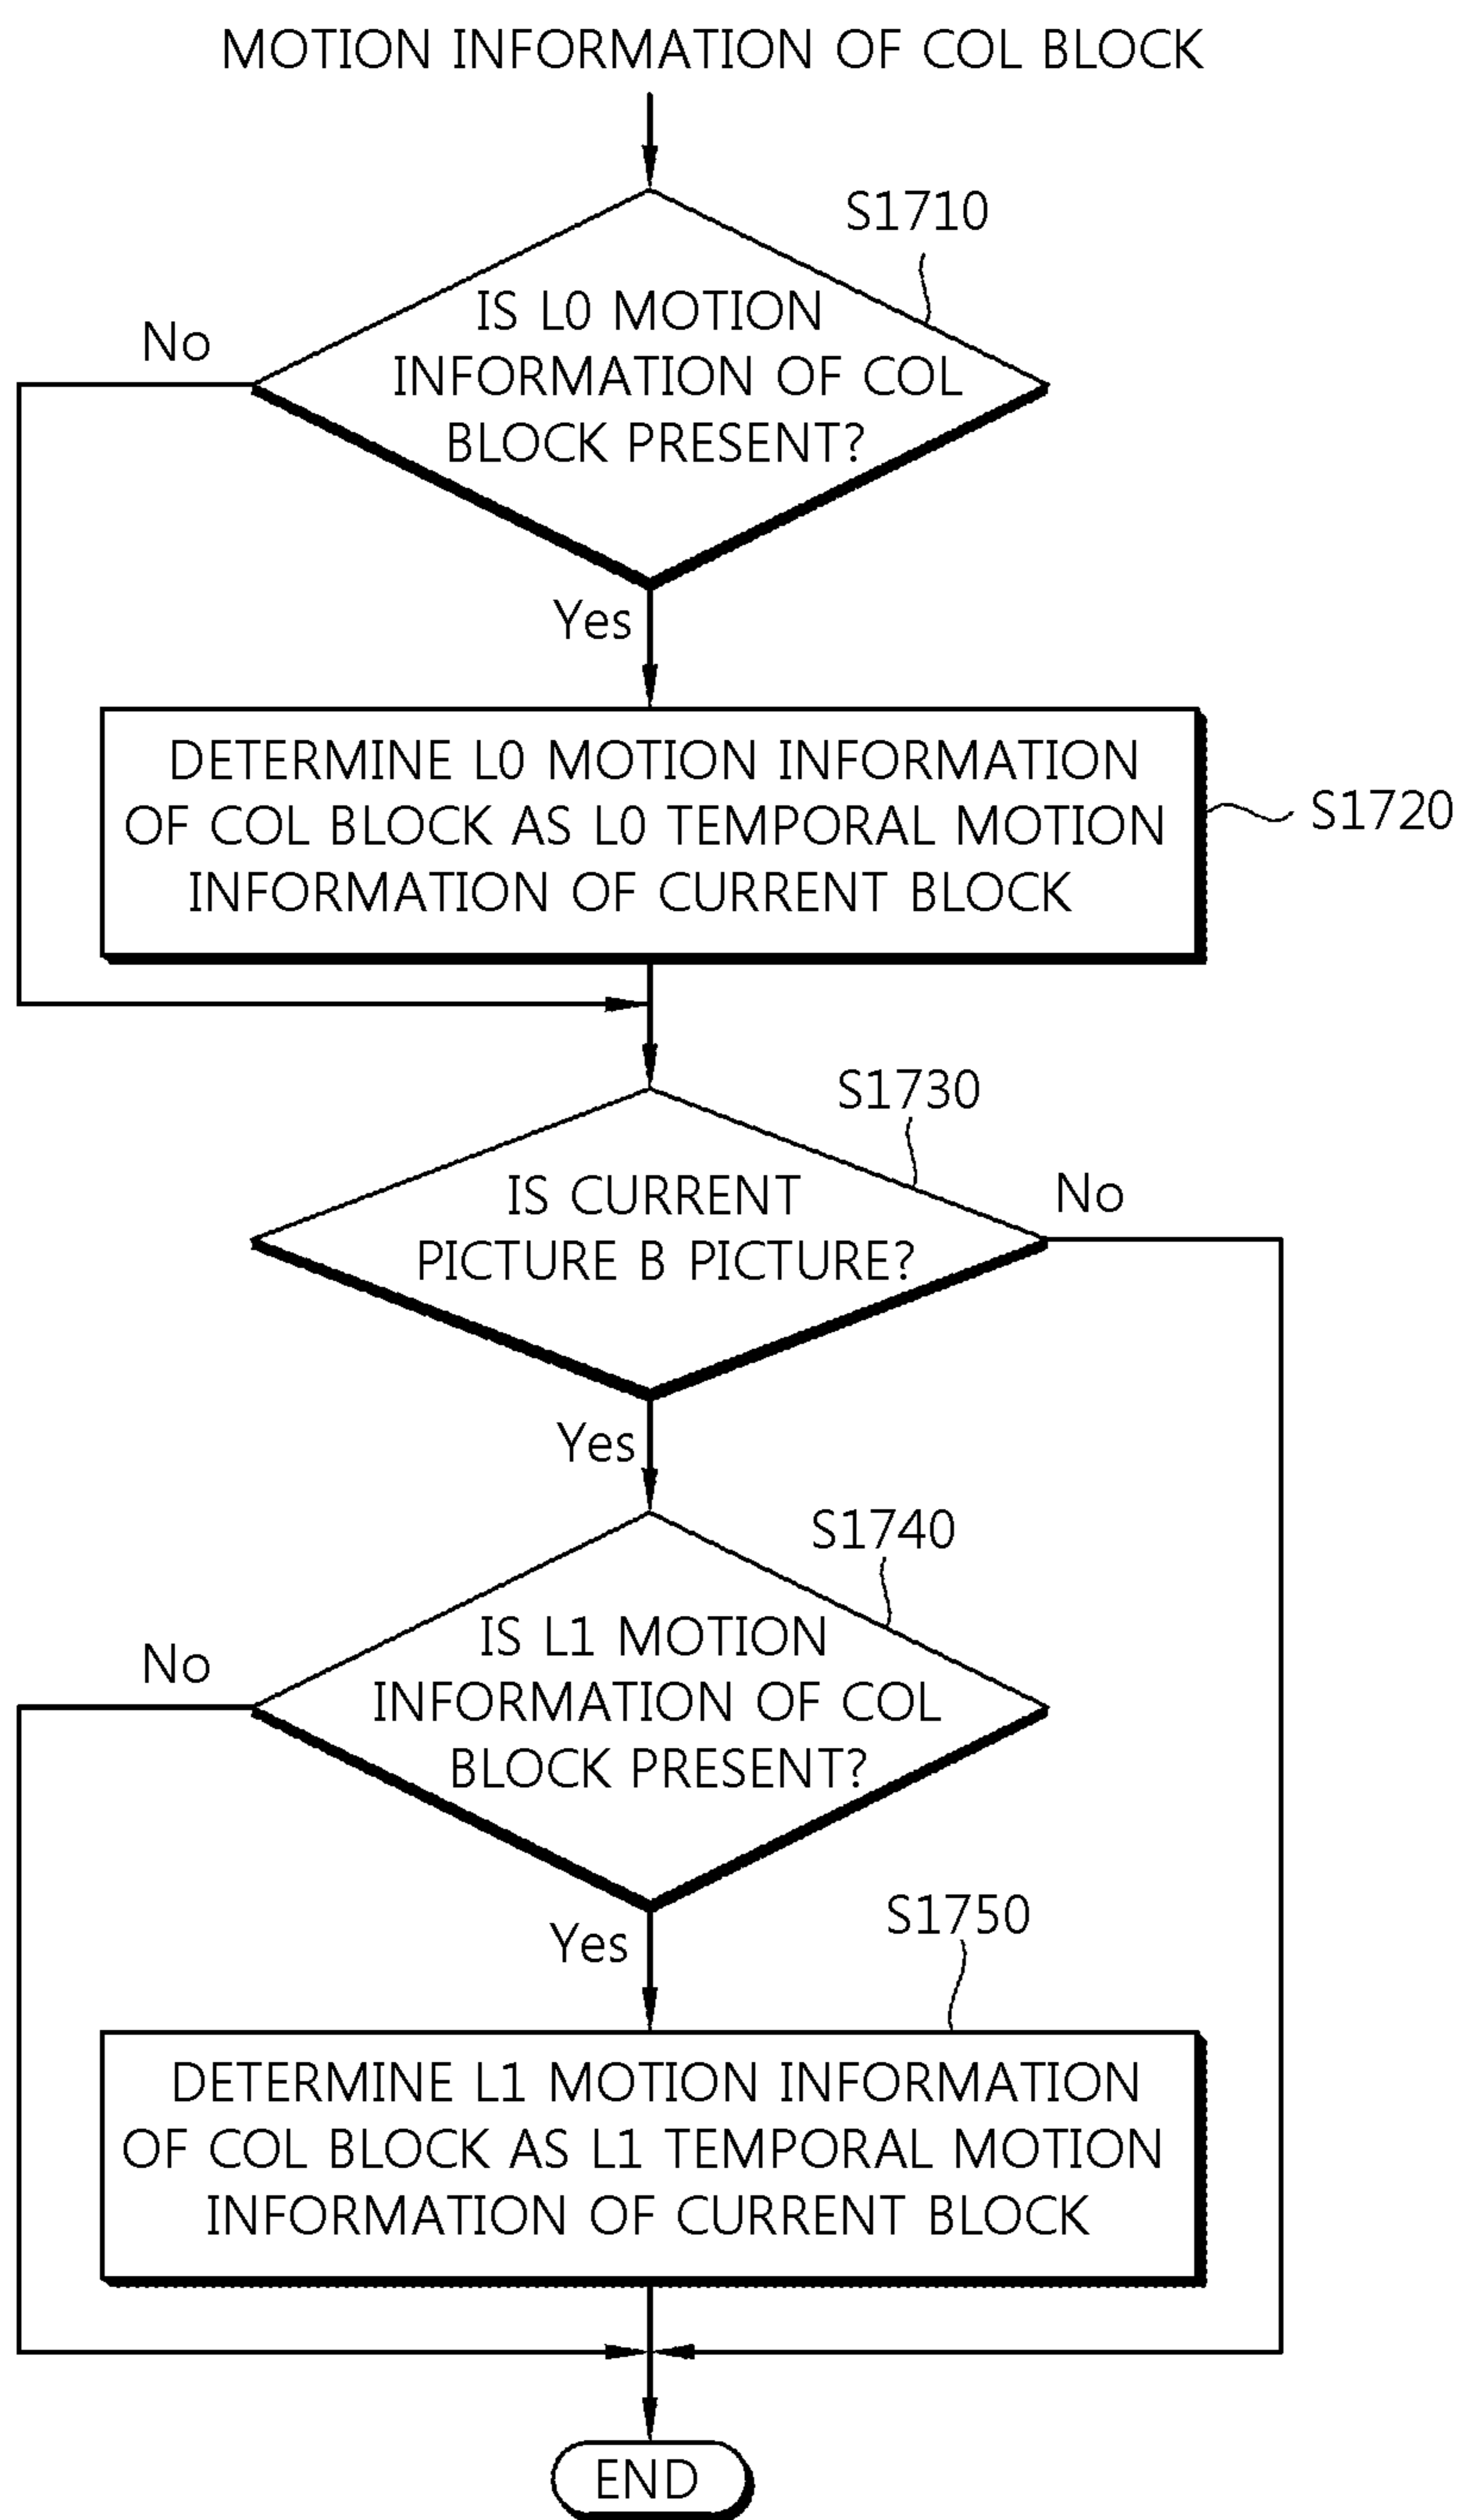 MOTION INFORMATION OF COL BLOCK
S1710
IS L0 MOTION
INFORMATION OF COL
BLOCK PRESENT?
No
Yes
DETERMINE L0 MOTION INFORMATION
OF COL BLOCK AS L0 TEMPORAL MOTION
INFORMATION OF CURRENT BLOCK
S1720
S1730
IS CURRENT
PICTURE B PICTURE?
No
Yes
S1740
IS L1 MOTION
INFORMATION OF COL
BLOCK PRESENT?
No
Yes
S1750
DETERMINE L1 MOTION INFORMATION
OF COL BLOCK AS L1 TEMPORAL MOTION
INFORMATION OF CURRENT BLOCK
END